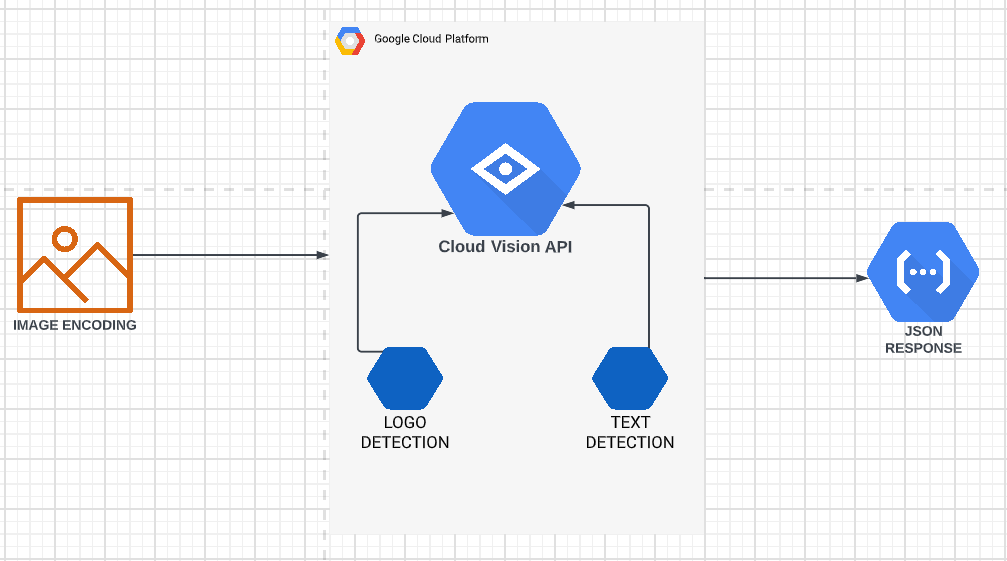 Google Cloud Platform
Cloud Vision API
IMAGE ENCODING
JSON
RESPONSE
LOGO
DETECTION
TEXT
DETECTION